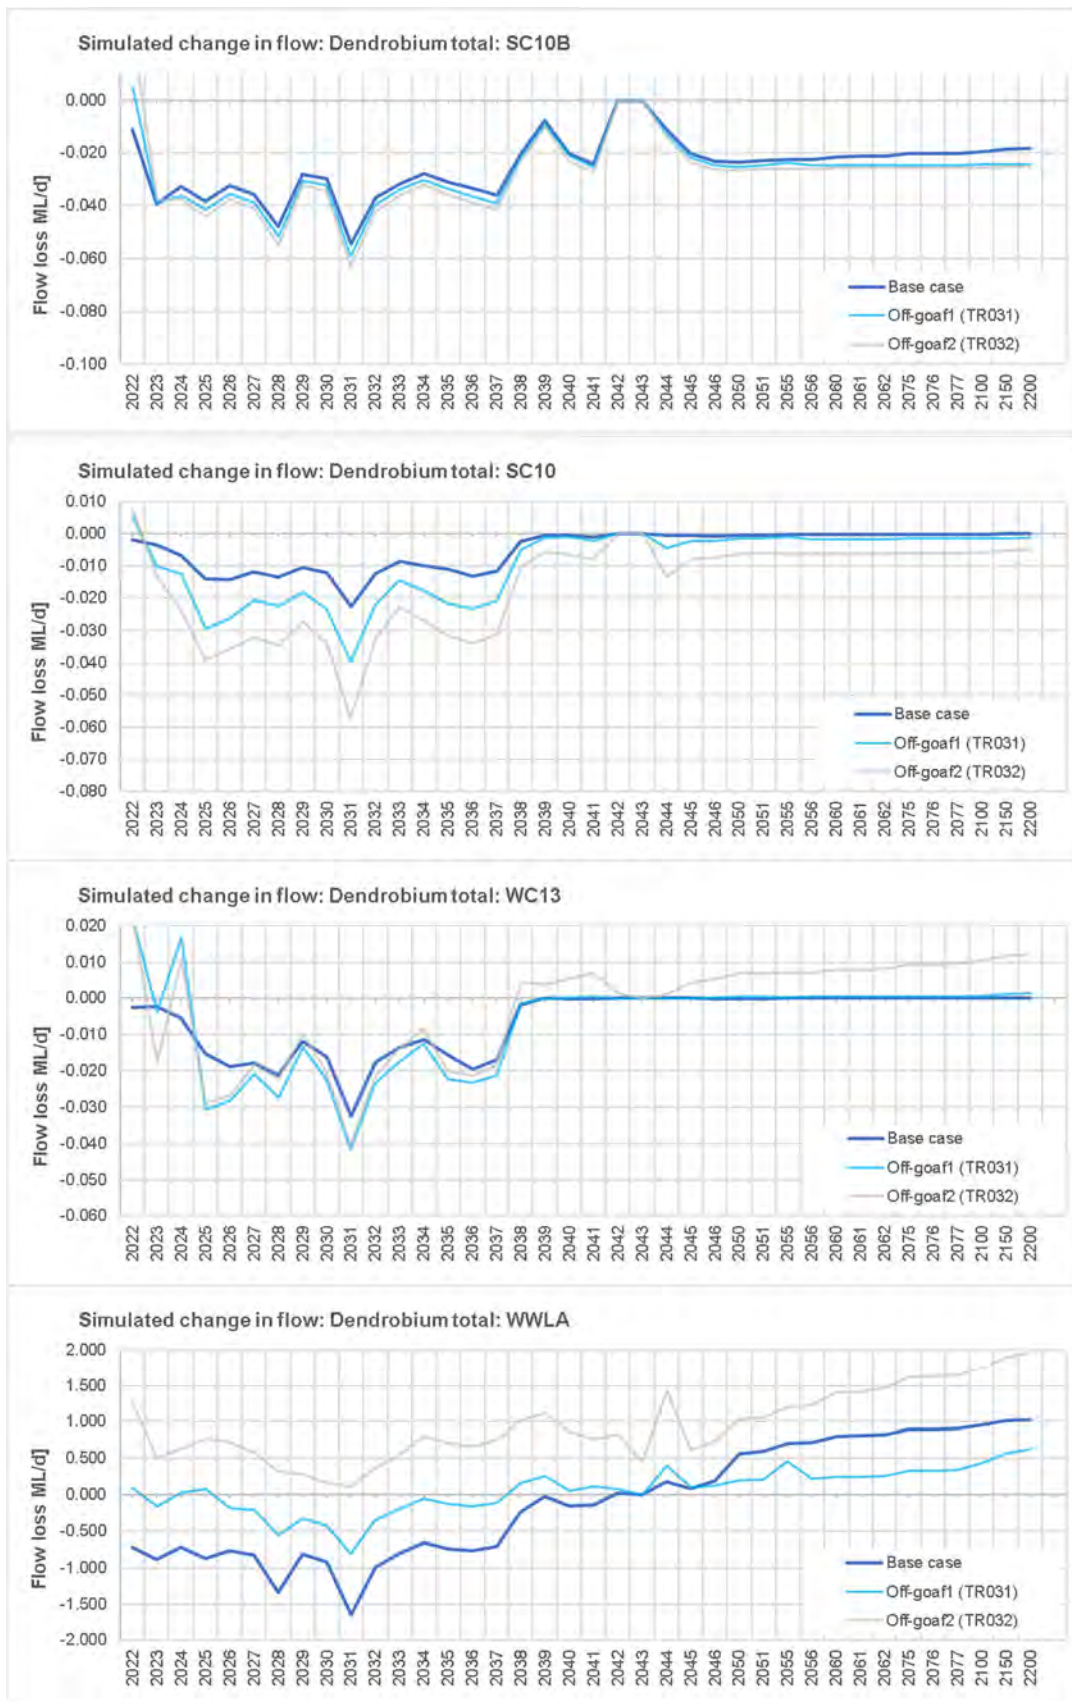 Simulated change in flow: Dendrobium total: SC10B
0.000
-0.020
-0.040
-0.060
-0.080
-0.100
Flow loss ML/d]
Base case
Off-goaf1 (TR031)
Off-goaf2 (TR032)
2022 2023 2024 2025 2026 2027 2028 2029 2030 2031 2032 2033 2034 2035 2036 2037 2038 2039 2040 2041 2042 2043 2044 2045 2046 2050 2051 2055 2056 2060 2061 2062 2075 2076 2077 2100 2150 2200
Simulated change in flow: Dendrobium total: SC10
0.010
0.000
-0.010
-0.020
-0.030
-0.040
-0.050
-0.060
-0.070
-0.080
Flow loss ML/d]
Base case
Off-goaf1 (TR031)
Off-goaf2 (TR032)
2022 2023 2024 2025 2026 2027 2028 2029 2030 2031 2032 2033 2034 2035 2036 2037 2038 2039 2040 2041 2042 2043 2044 2045 2046 2050 2051 2055 2056 2060 2061 2062 2075 2076 2077 2100 2150 2200
Simulated change in flow: Dendrobium total: WC13
0.020
0.010
0.000
-0.010
-0.020
-0.030
-0.040
-0.050
-0.060
Flow loss ML/d]
Base case
Off-goaf1 (TR031)
Off-goaf2 (TR032)
2022 2023 2024 2025 2026 2027 2028 2029 2030 2031 2032 2033 2034 2035 2036 2037 2038 2039 2040 2041 2042 2043 2044 2045 2046 2050 2051 2055 2056 2060 2061 2062 2075 2076 2077 2100 2150 2200
Simulated change in flow: Dendrobium total: WWLA
2.000
1.500
1.000
0.500
0.000
-0.500
-1.000
-1.500
-2.000
Flow loss ML/d]
Base case
Off-goaf1 (TR031)
Off-goaf2 (TR032)
2022 2023 2024 2025 2026 2027 2028 2029 2030 2031 2032 2033 2034 2035 2036 2037 2038 2039 2040 2041 2042 2043 2044 2045 2046 2050 2051 2055 2056 2060 2061 2062 2075 2076 2077 2100 2150 2200